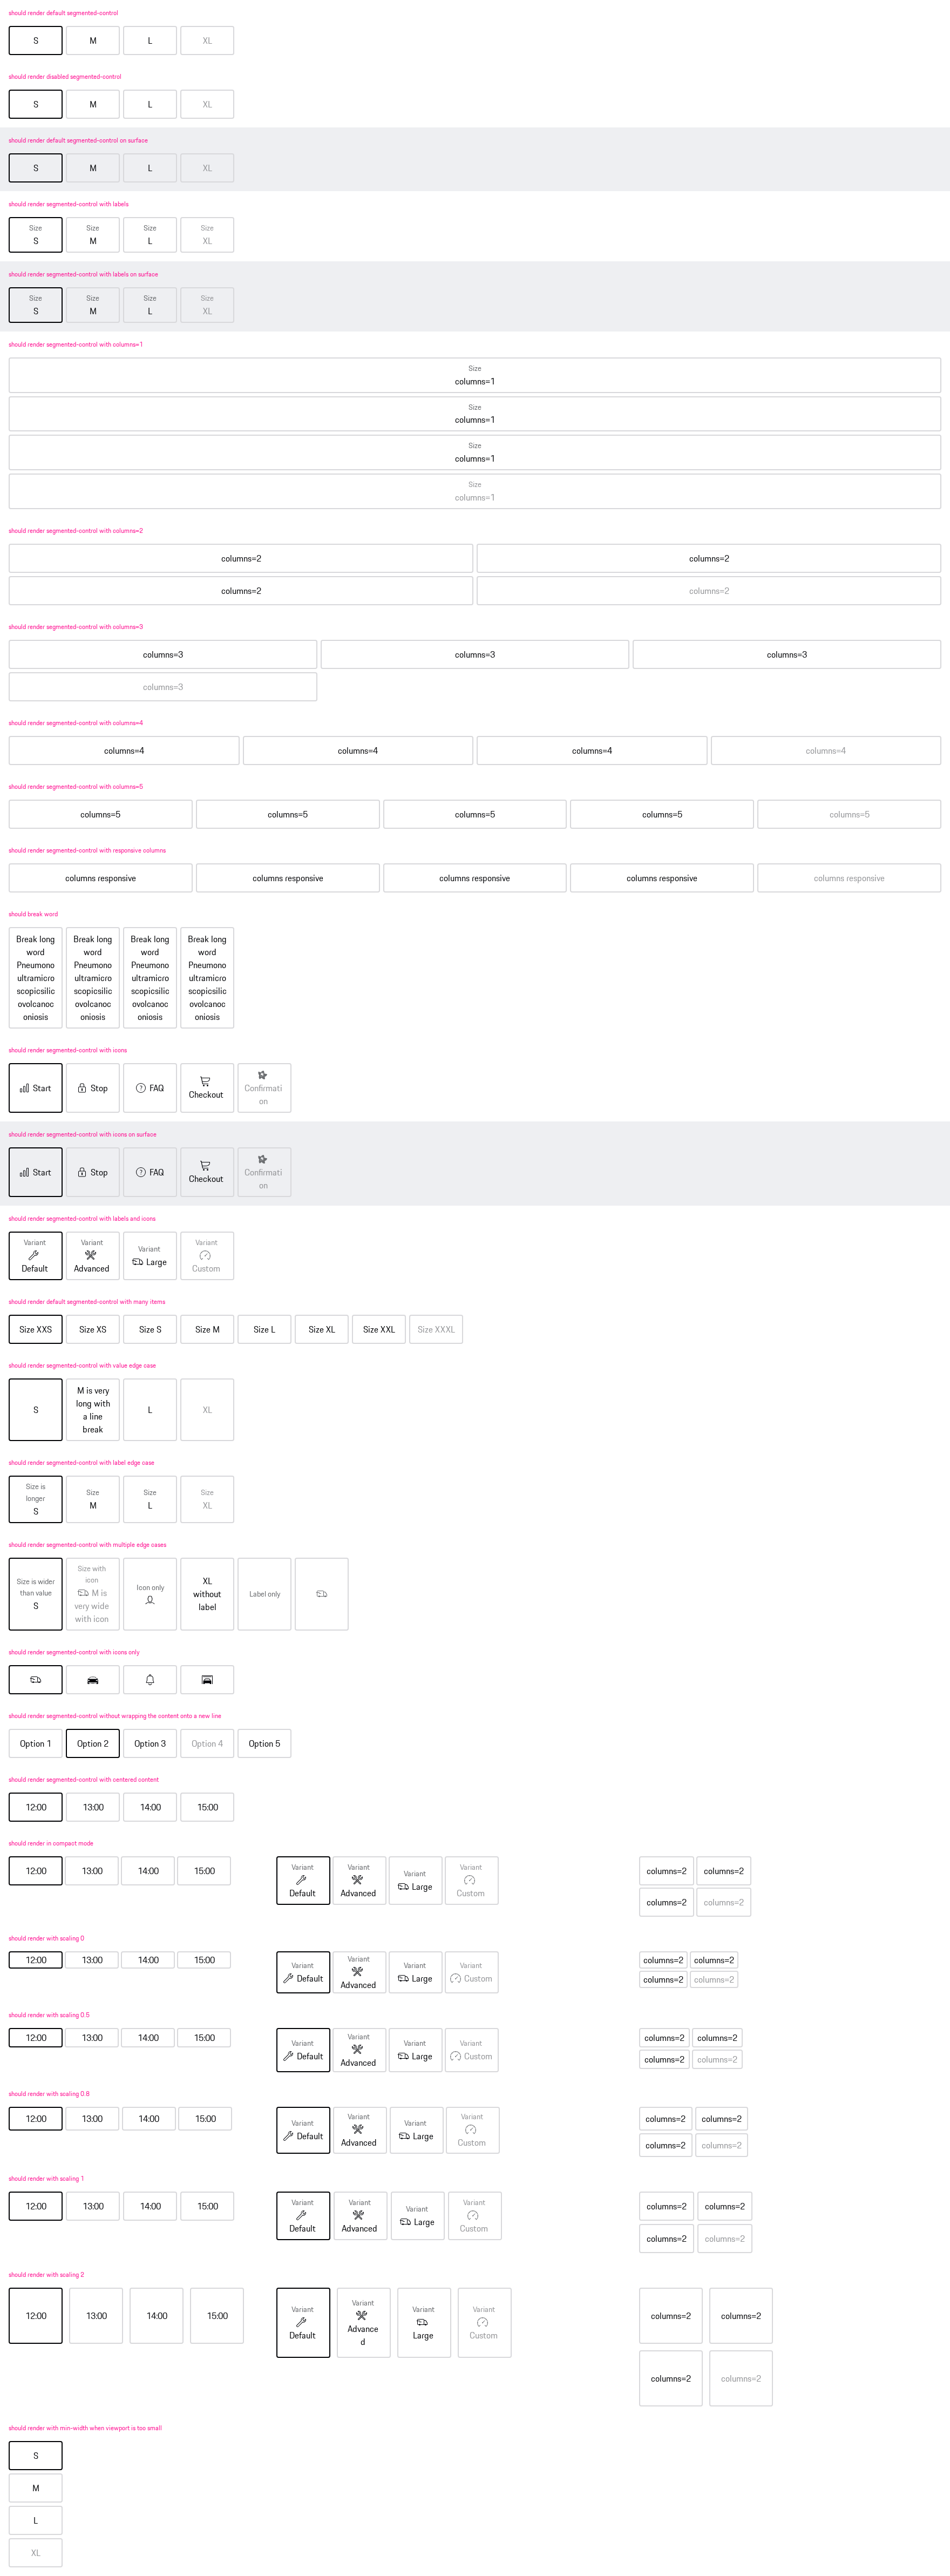 should render default segmented-control
S M L XL
should render disabled segmented-control
S M L XL
should render default segmented-control on surface
S M L XL
should render segmented-control with labels
Size Size Size Size
S M L XL
should render segmented-control with labels on surface
Size Size Size Size
S M L XL
should render segmented-control with columns=1
Size
columns=1
Size
columns=1
Size
columns=1
Size
columns=1
should render segmented-control with columns=2
columns=2 columns=2
columns=2 columns=2
should render segmented-control with columns=3
columns=3 columns=3 columns=3
columns=3
should render segmented-control with columns=4
columns=4 columns=4 columns=4 columns=4
should render segmented-control with columns=5
columns=5 columns=5 columns=5 columns=5 columns=5
should render segmented-control with responsive columns
columns responsive columns responsive columns responsive columns responsive columns responsive
should break word
Break long Break long Break long Break long
word word word word
Pneumono Pneumono Pneumono Pneumono
ultramicro ultramicro ultramicro ultramicro
scopicsilic scopicsilic scopicsilic scopicsilic
ovolcanoc ovolcanoc ovolcanoc ovolcanoc
oniosis oniosis oniosis oniosis
should render segmented-control with icons
Start Stop FAQ Checkout Confirmati
on
should render segmented-control with icons on surface
Start Stop FAQ Checkout Confirmati
on
should render segmented-control with labels and icons
Variant Variant Variant Variant
Default Advanced Large Custom
should render default segmented-control with many items
Size XXS Size XS Size S Size M Size L Size XL Size XXL Size XXXL
should render segmented-control with value edge case
S
M is very
long with
a line
break
L XL
should render segmented-control with label edge case
Size is
longer
S
Size
M
Size
L
Size
XL
should render segmented-control with multiple edge cases
Size is wider
than value
S
Size with
icon
M is
very wide
with icon
Icon only
XL
without
label
Label only
should render segmented-control with icons only
should render segmented-control without wrapping the content onto a new line
Option 1 Option 2 Option 3 Option 4 Option 5
should render segmented-control with centered content
12:00 13:00 14:00 15:00
should render in compact mode
12:00 13:00 14:00 15:00
Variant Variant Variant Variant
Default Advanced Large Custom
columns=2 columns=2
columns=2 columns=2
should render with scaling 0
12:00 13:00 14:00 15:00
Variant Variant Variant Variant
Default Advanced Large Custom
columns=2 columns=2
columns=2 columns=2
should render with scaling 0.5
12:00 13:00 14:00 15:00
Variant Variant Variant Variant
Default Advanced Large Custom
columns=2 columns=2
columns=2 columns=2
should render with scaling 0.8
12:00 13:00 14:00 15:00
Variant Variant Variant Variant
Default Advanced Large Custom
columns=2 columns=2
columns=2 columns=2
should render with scaling 1
12:00 13:00 14:00 15:00
Variant Variant Variant Variant
Default Advanced Large Custom
columns=2 columns=2
columns=2 columns=2
should render with scaling 2
12:00 13:00 14:00 15:00
Variant
Default
Variant
Advance
d
Variant
Large
Variant
Custom
columns=2 columns=2
columns=2 columns=2
should render with min-width when viewport is too small
S
M
L
XL